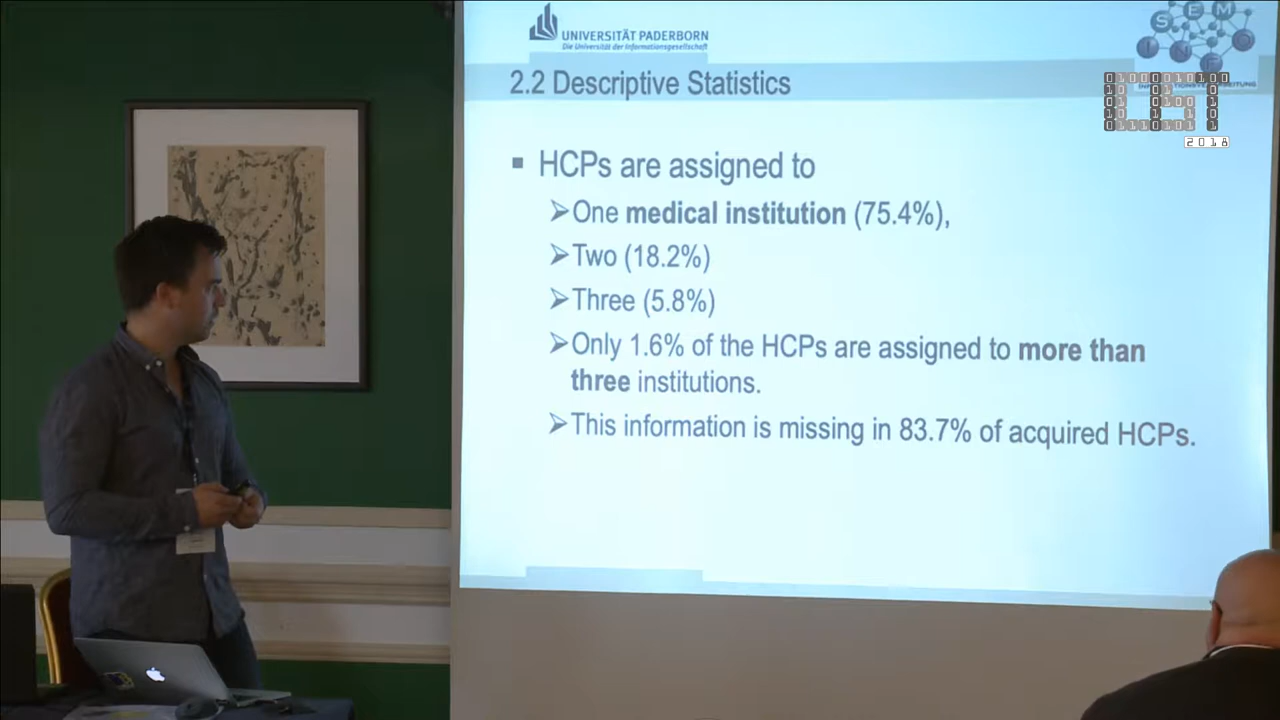 UNIVERSITÄT PADERBORN
Die Universität der Informationsgesellschaft
S E M
I N F
2.2 Descriptive Statistics
0100001010100
2018
■ HCPs are assigned to
➢One medical institution (75.4%),
➢Two (18.2%)
➢Three (5.8%)
➢Only 1.6% of the HCPs are assigned to more than
three institutions.
➢This information is missing in 83.7% of acquired HCPs.